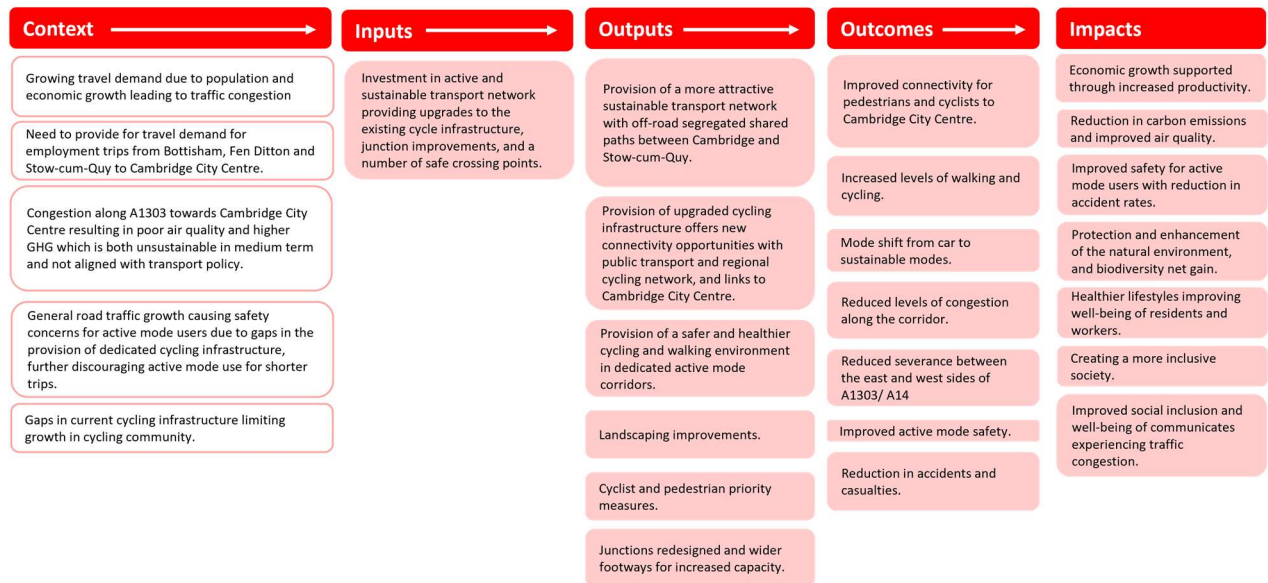 Context
Growing travel demand due to population and
economic growth leading to traffic congestion
Need to provide for travel demand for
employment trips from Bottisham, Fen Ditton and
Stow-cum-Quy to Cambridge City Centre.
Congestion along A1303 towards Cambridge City
Centre resulting in poor air quality and higher
GHG which is both unsustainable in medium term
and not aligned with transport policy.
General road traffic growth causing safety
concerns for active mode users due to gaps in the
provision of dedicated cycling infrastructure,
further discouraging active mode use for shorter
trips.
Gaps in current cycling infrastructure limiting
growth in cycling community.
Inputs
Investment in active and
sustainable transport network
providing upgrades to the
existing cycle infrastructure,
junction improvements, and a
number of safe crossing points.
Outputs
Provision of a more attractive
sustainable transport network
with off-road segregated shared
paths between Cambridge and
Stow-cum-Quy.
Provision of upgraded cycling
infrastructure offers new
connectivity opportunities with
public transport and regional
cycling network, and links to
Cambridge City Centre.
Provision of a safer and healthier
cycling and walking environment
in dedicated active mode
corridors.
Landscaping improvements.
Cyclist and pedestrian priority
measures.
Junctions redesigned and wider
footways for increased capacity.
Outcomes
Improved connectivity for
pedestrians and cyclists to
Cambridge City Centre.
Increased levels of walking and
cycling.
Mode shift from car to
sustainable modes.
Reduced levels of congestion
along the corridor.
Reduced severance between
the east and west sides of
A1303/ A14
Improved active mode safety.
Reduction in accidents and
casualties.
Impacts
Economic growth supported
through increased productivity.
Reduction in carbon emissions
and improved air quality.
Improved safety for active
mode users with reduction in
accident rates.
Protection and enhancement
of the natural environment,
and biodiversity net gain.
Healthier lifestyles improving
well-being of residents and
workers.
Creating a more inclusive
society.
Improved social inclusion and
well-being of communicates
experiencing traffic
congestion.